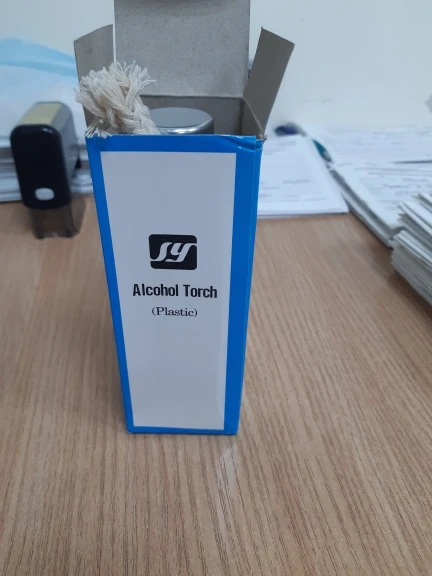 SY
Alcohol Torch
(Plastic)